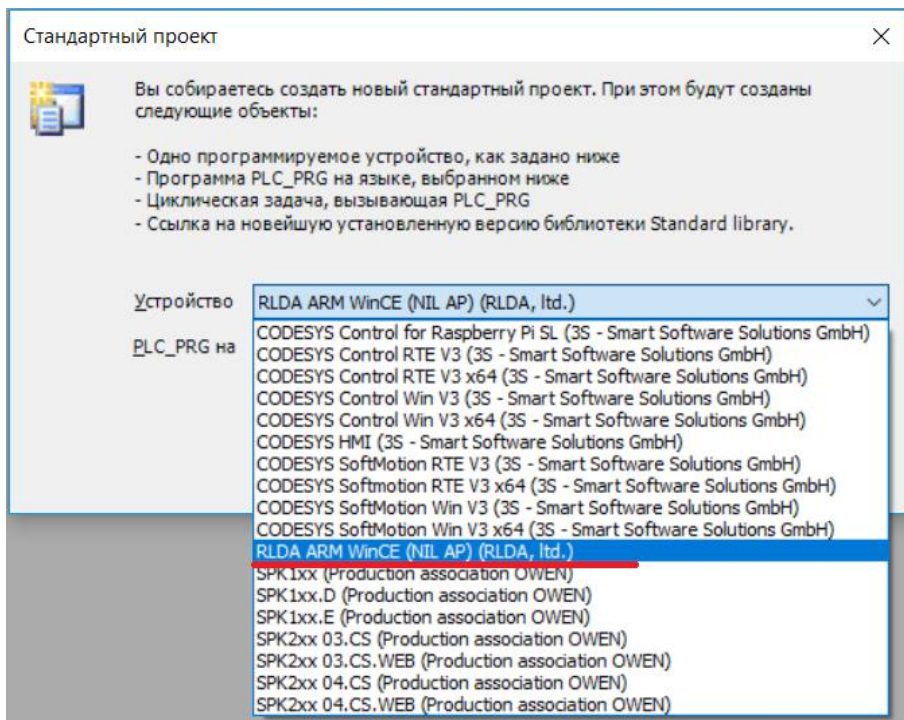 Стандартный проект
Вы собираетесь создать новый стандартный проект. При этом будут созданы
следующие объекты:
- Одно программируемое устройство, как задано ниже
- Программа PLC_PRG на языке, выбранном ниже
- Циклическая задача, вызывающая PLC_PRG
- Ссылка на новейшую установленную версию библиотеки Standard library.
Устройство RLDA ARM WinCE (NIL AP) (RLDA, ltd.)
PLC_PRG на
CODESYS Control for Raspberry Pi SL (3S - Smart Software Solutions GmbH)
CODESYS Control RTE V3 (3S - Smart Software Solutions GmbH)
CODESYS Control RTE V3 x64 (3S - Smart Software Solutions GmbH)
CODESYS Control Win V3 (3S - Smart Software Solutions GmbH)
CODESYS Control Win V3 x64 (3S - Smart Software Solutions GmbH)
CODESYS HMI (3S - Smart Software Solutions GmbH)
CODESYS SoftMotion RTE V3 (3S - Smart Software Solutions GmbH)
CODESYS Softmotion RTE V3 x64 (3S - Smart Software Solutions GmbH)
CODESYS SoftMotion Win V3 (3S - Smart Software Solutions GmbH)
CODESYS SoftMotion Win V3 x64 (3S - Smart Software Solutions GmbH)
RLDA ARM WinCE (NIL AP) (RLDA, ltd.)
SPK1xx (Production association OWEN)
SPK1xx.D (Production association OWEN)
SPK1xx.E (Production association OWEN)
SPK2xx 03.CS (Production association OWEN)
SPK2xx 03.CS.WEB (Production association OWEN)
SPK2xx 04.CS (Production association OWEN)
SPK2xx 04.CS.WEB (Production association OWEN)